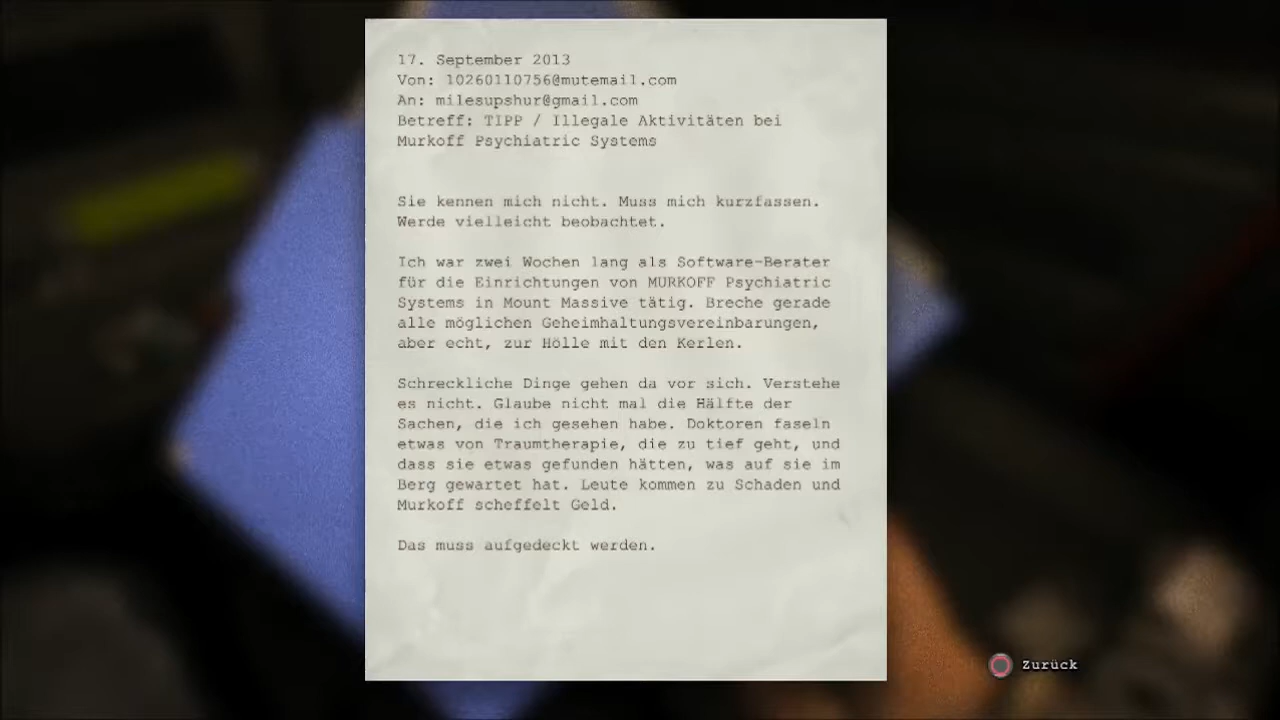 17. September 2013
Von: 10260110756@mutemail.com
An: milesupshur@gmail.com
Betreff: TIPP / Illegale Aktivitäten bei
Murkoff Psychiatric Systems
Sie kennen mich nicht. Muss mich kurzfassen.
Werde vielleicht beobachtet.
Ich war zwei Wochen lang als Software-Berater
für die Einrichtungen von MURKOFF Psychiatric
Systems in Mount Massive tätig. Breche gerade
alle möglichen Geheimhaltungsvereinbarungen,
aber echt, zur Hölle mit den Kerlen.
Schreckliche Dinge gehen da vor sich. Verstehe
es nicht. Glaube nicht mal die Hälfte der
Sachen, die ich gesehen habe. Doktoren faseln
etwas von Traumtherapie, die zu tief geht, und
dass sie etwas gefunden hätten, was auf sie im
Berg gewartet hat. Leute kommen zu Schaden und
Murkoff scheffelt Geld.
Das muss aufgedeckt werden.
Zurück